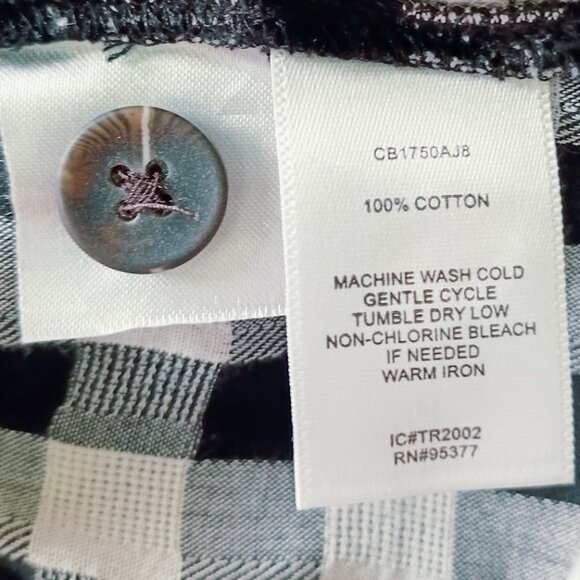 CB1750AJ8
100% COTTON
MACHINE WASH COLD
GENTLE CYCLE
TUMBLE DRY LOW
NON-CHLORINE BLEACH
IF NEEDED
WARM IRON
IC#TR2002
RN#95377